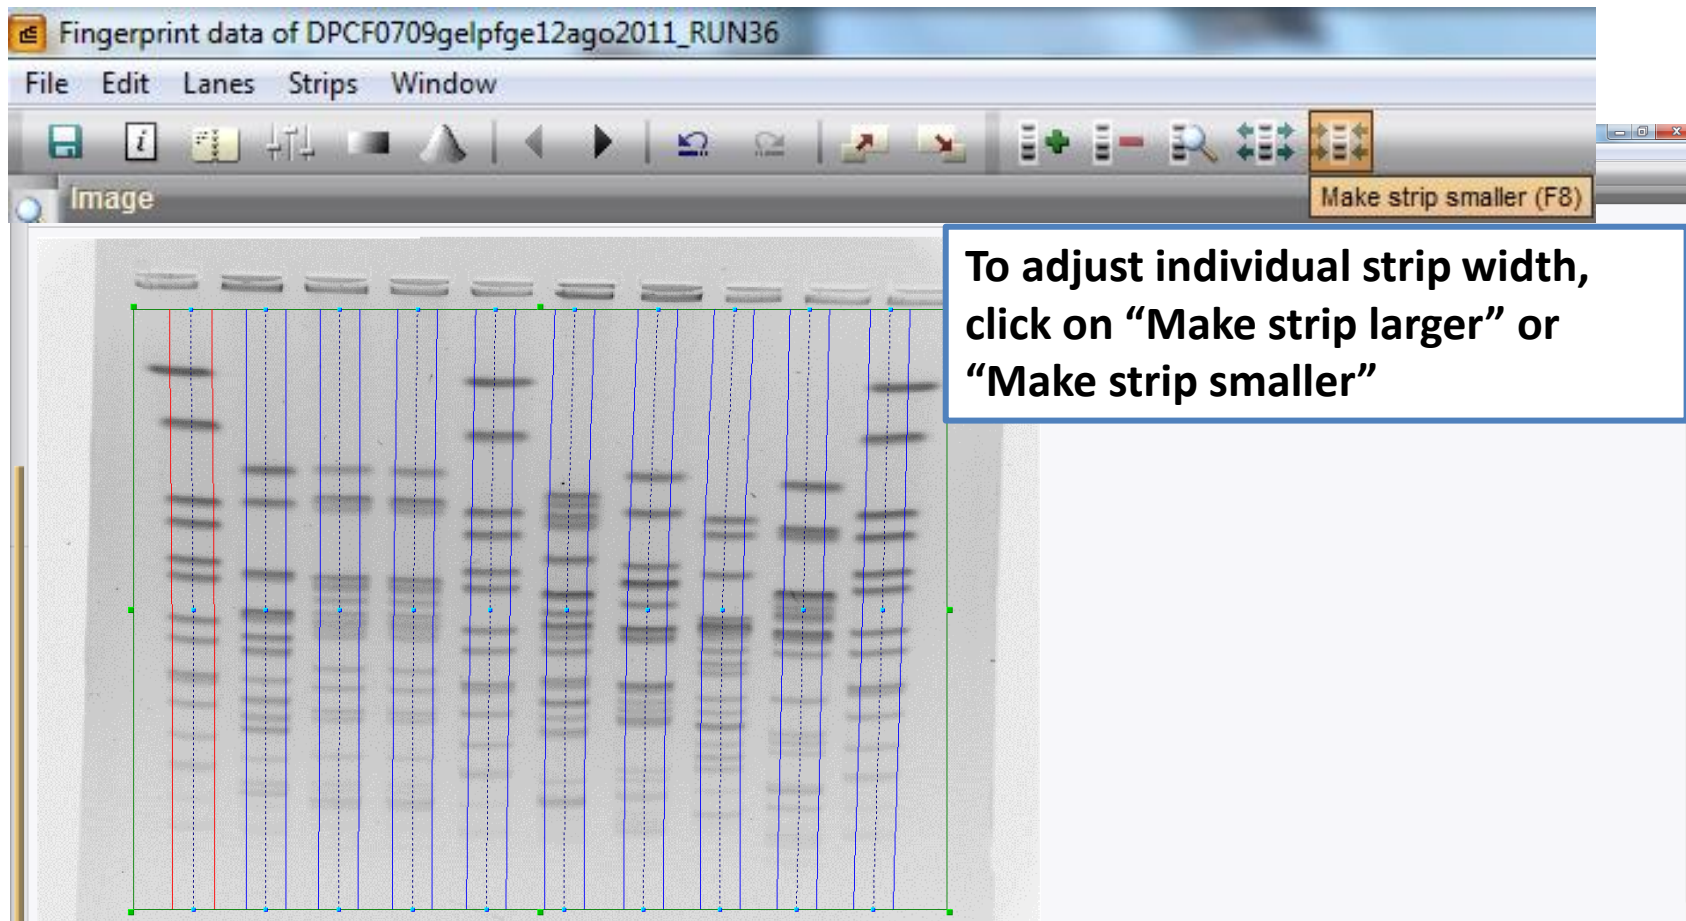 Fingerprint data of DPCF0709gelpfge12ago2011_RUN36
File Edit Lanes Strips Window
Image
Make strip smaller (F8)
To adjust individual strip width,
click on “Make strip larger” or
“Make strip smaller”